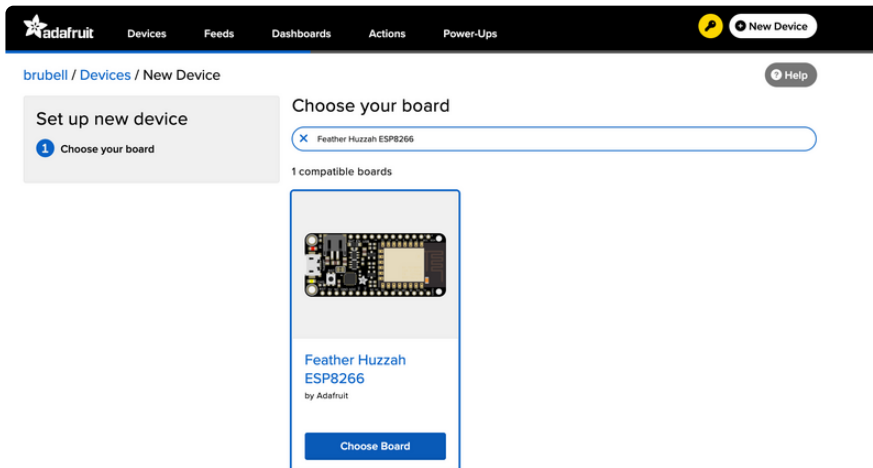 adafruit Devices Feeds Dashboards Actions Power-Ups New Device
brubell / Devices / New Device
Help
Set up new device
1 Choose your board
Choose your board
Feather Huzzah ESP8266
1 compatible boards
Feather Huzzah
ESP8266
by Adafruit
Choose Board